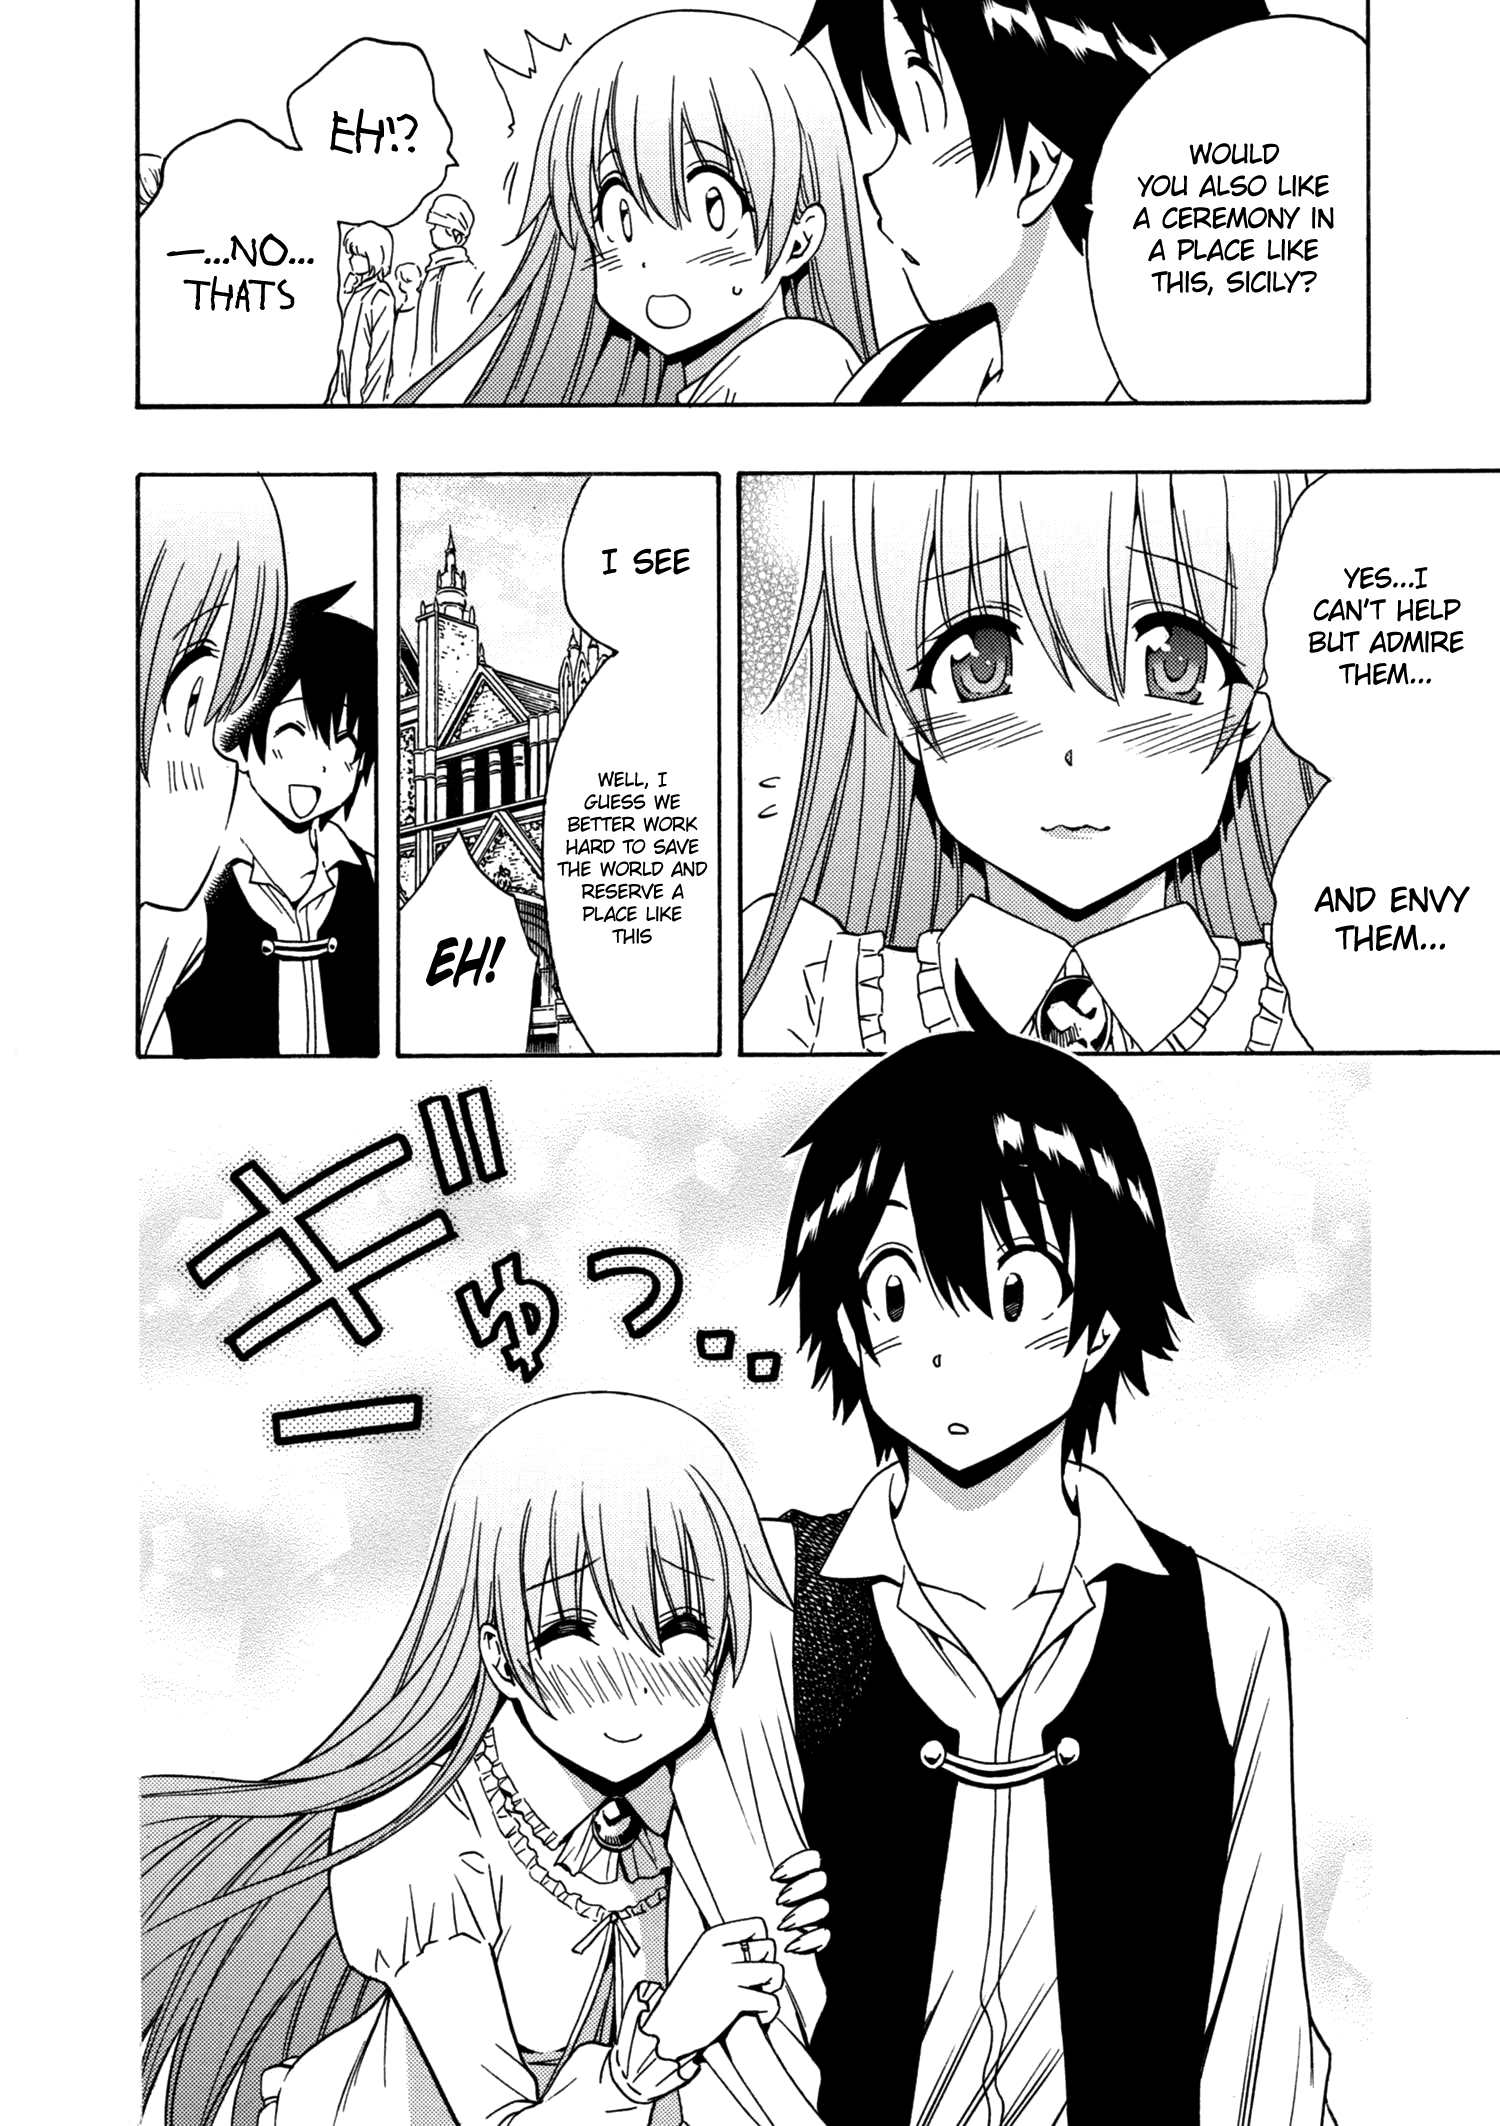 WOULD
YOU ALSO LIKE
A CEREMONY IN
A PLACE LIKE
THIS, SICILY?
EH!?
—...NO...
THATS
YES...I
CAN'T HELP
BUT ADMIRE
THEM...
AND ENVY
THEM...
I SEE
WELL, I
GUESS WE
BETTER WORK
HARD TO SAVE
THE WORLD AND
RESERVE A
PLACE LIKE
THIS
EH!
ギュっ